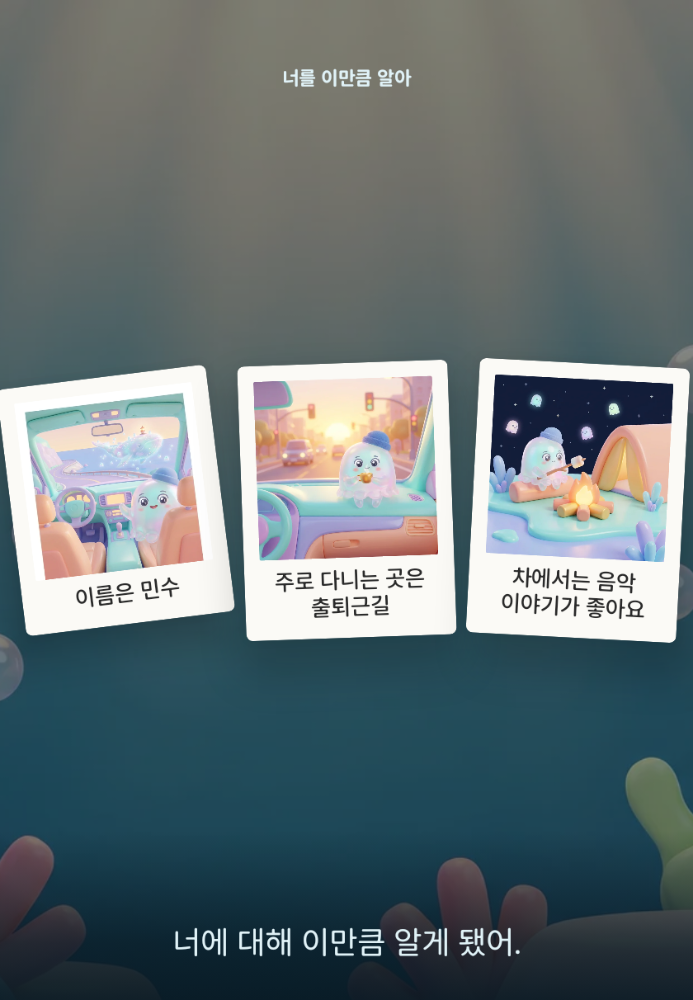 너를 이만큼 알아
이름은 민수
주로 다니는 곳은
출퇴근길
차에서는 음악
이야기가 좋아요
너에 대해 이만큼 알게 됐어.